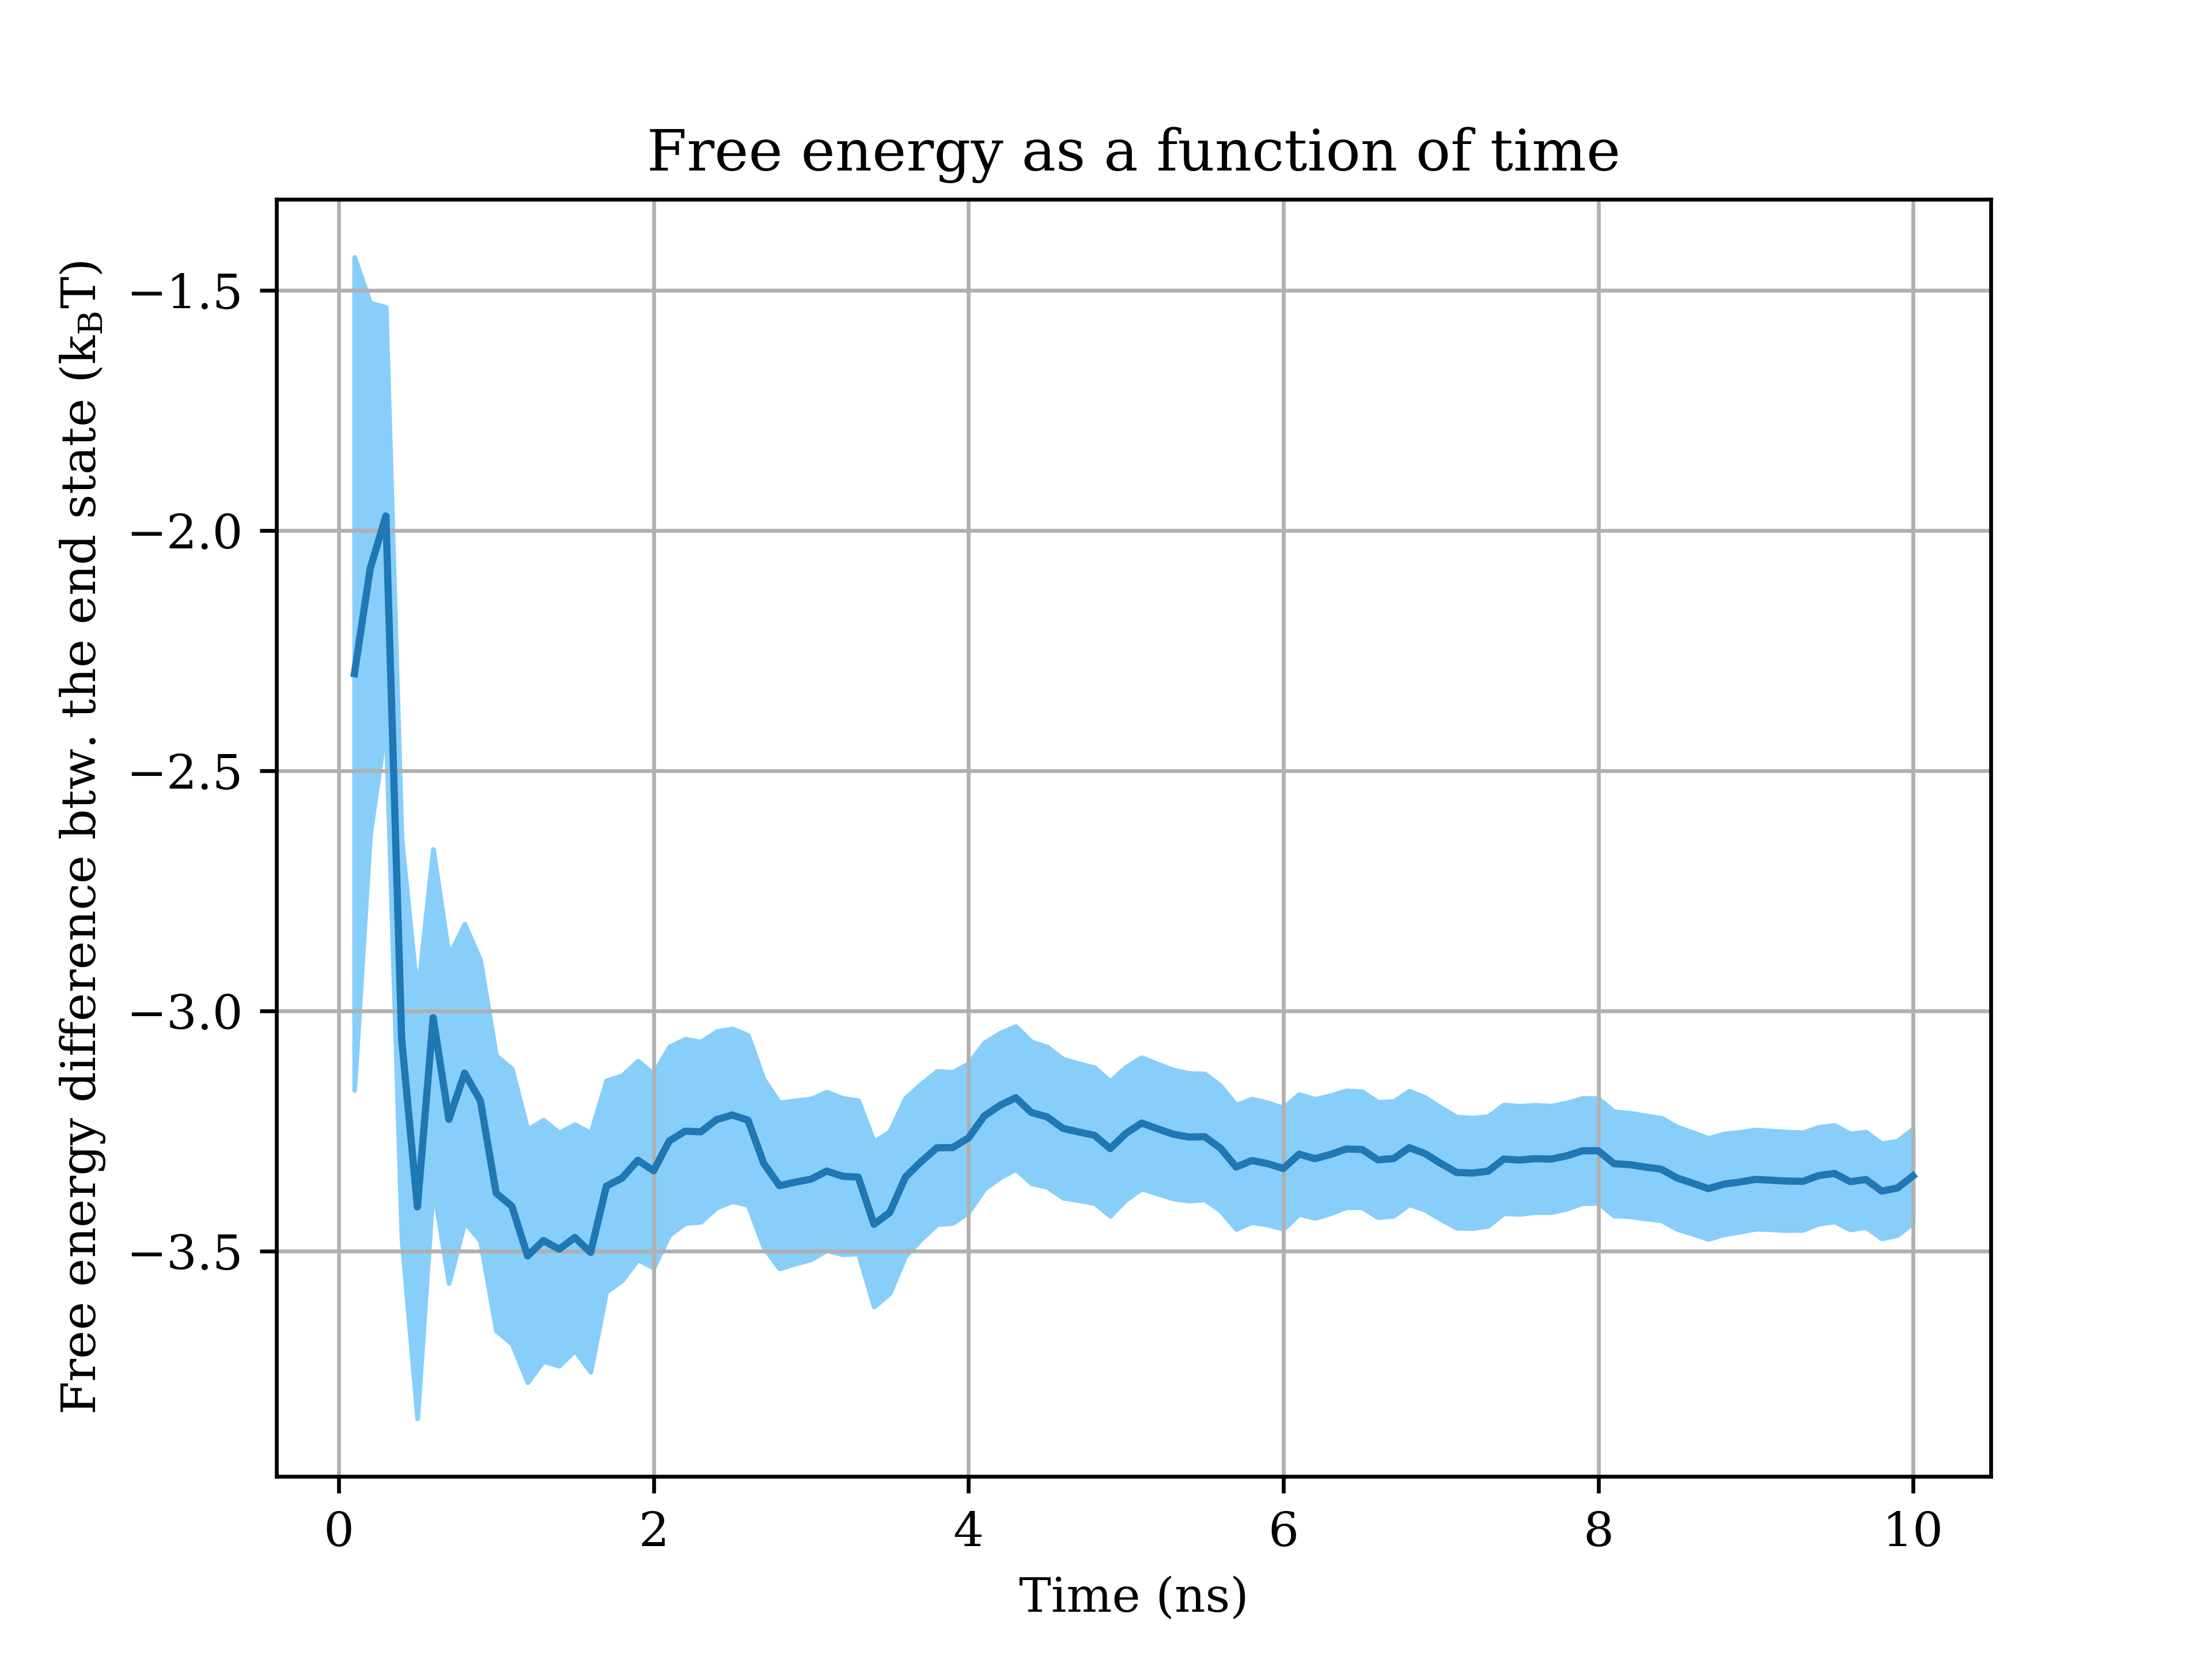 Free energy as a function of time
Free energy difference btw. the end state (k_BT)
−1.5
−2.0
−2.5
−3.0
−3.5
0 2 4 6 8 10
Time (ns)